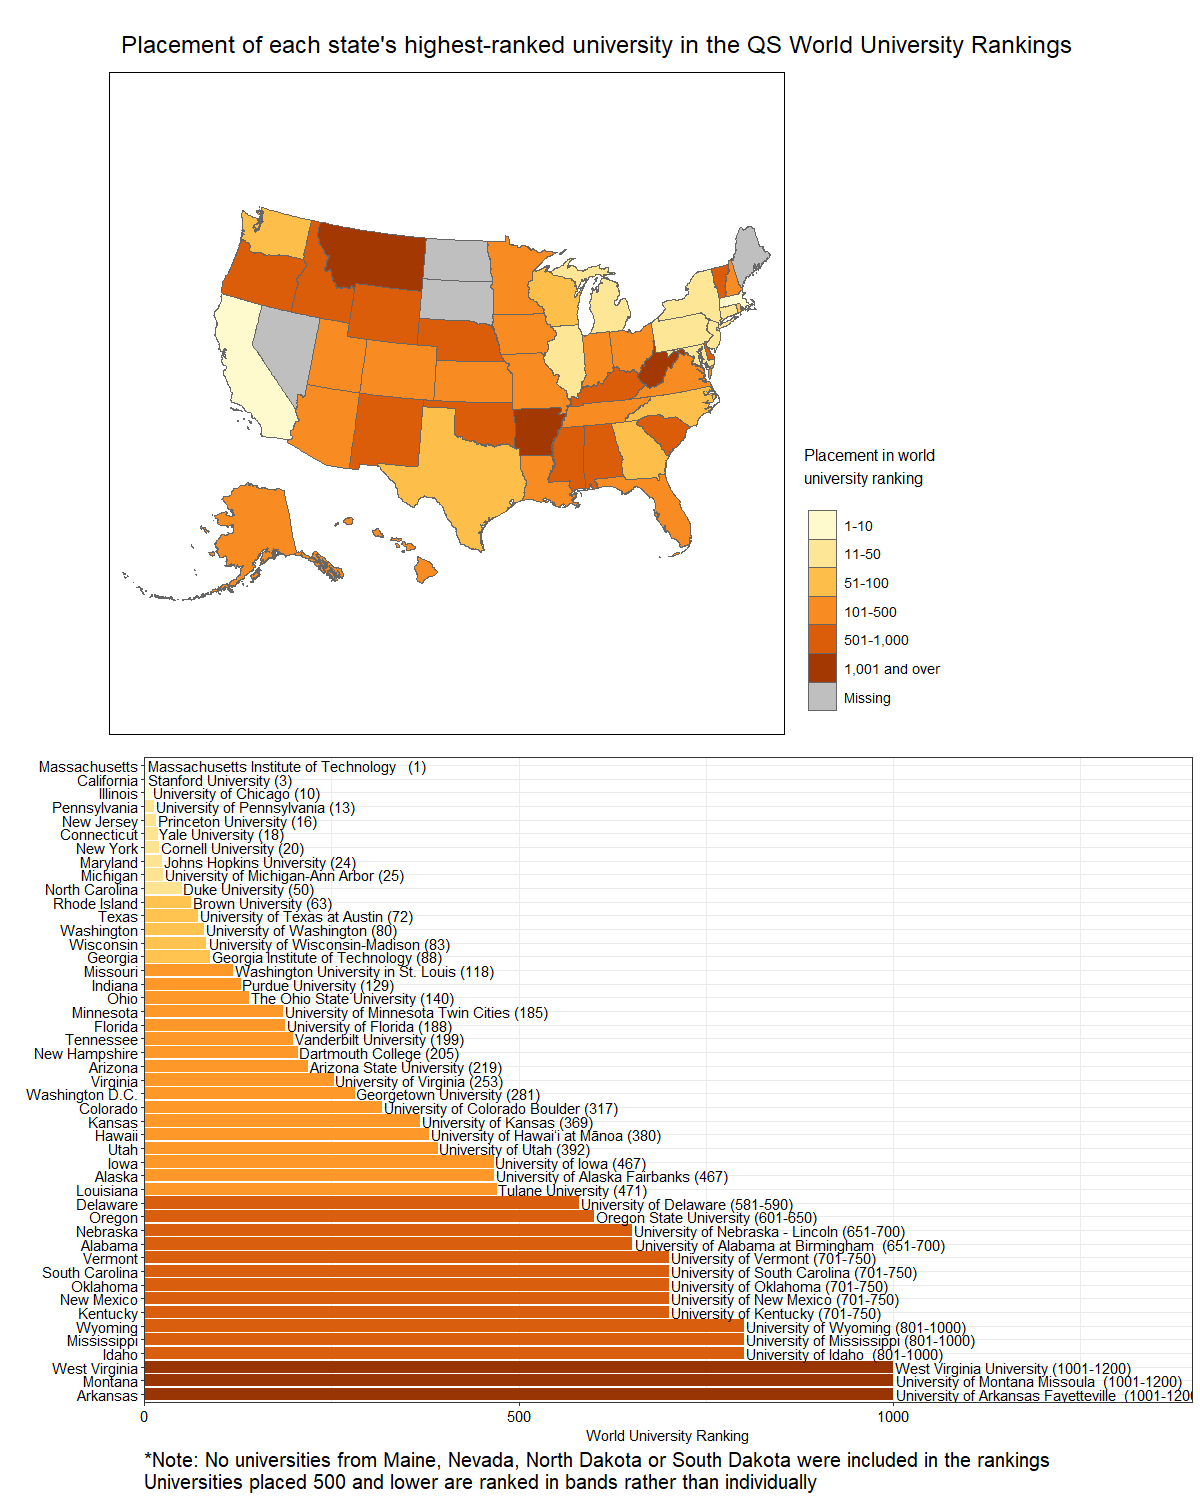 Placement of each state's highest-ranked university in the QS World University Rankings
Placement in world
university ranking
1-10
11-50
51-100
101-500
501-1,000
1,001 and over
Missing
Massachusetts Massachusetts Institute of Technology (1)
California Stanford University (3)
Illinois University of Chicago (10)
Pennsylvania University of Pennsylvania (13)
New Jersey Princeton University (16)
Connecticut Yale University (18)
New York Cornell University (20)
Maryland Johns Hopkins University (24)
Michigan University of Michigan-Ann Arbor (25)
North Carolina Duke University (50)
Rhode Island Brown University (63)
Texas University of Texas at Austin (72)
Washington University of Washington (80)
Wisconsin University of Wisconsin-Madison (83)
Georgia Georgia Institute of Technology (88)
Missouri Washington University in St. Louis (118)
Indiana Purdue University (129)
Ohio The Ohio State University (140)
Minnesota University of Minnesota Twin Cities (185)
Florida University of Florida (188)
Tennessee Vanderbilt University (199)
New Hampshire Dartmouth College (205)
Arizona Arizona State University (219)
Virginia University of Virginia (253)
Washington D.C. Georgetown University (281)
Colorado University of Colorado Boulder (317)
Kansas University of Kansas (369)
Hawaii University of Hawaiʻi at Mānoa (380)
Utah University of Utah (392)
Iowa University of Iowa (467)
Alaska University of Alaska Fairbanks (467)
Louisiana Tulane University (471)
Delaware University of Delaware (581-590)
Oregon Oregon State University (601-650)
Nebraska University of Nebraska - Lincoln (651-700)
Alabama University of Alabama at Birmingham (651-700)
Vermont University of Vermont (701-750)
South Carolina University of South Carolina (701-750)
Oklahoma University of Oklahoma (701-750)
New Mexico University of New Mexico (701-750)
Kentucky University of Kentucky (701-750)
Wyoming University of Wyoming (801-1000)
Mississippi University of Mississippi (801-1000)
Idaho University of Idaho (801-1000)
West Virginia West Virginia University (1001-1200)
Montana University of Montana Missoula (1001-1200)
Arkansas University of Arkansas Fayetteville (1001-120
0 500 1000
World University Ranking
*Note: No universities from Maine, Nevada, North Dakota or South Dakota were included in the rankings
Universities placed 500 and lower are ranked in bands rather than individually